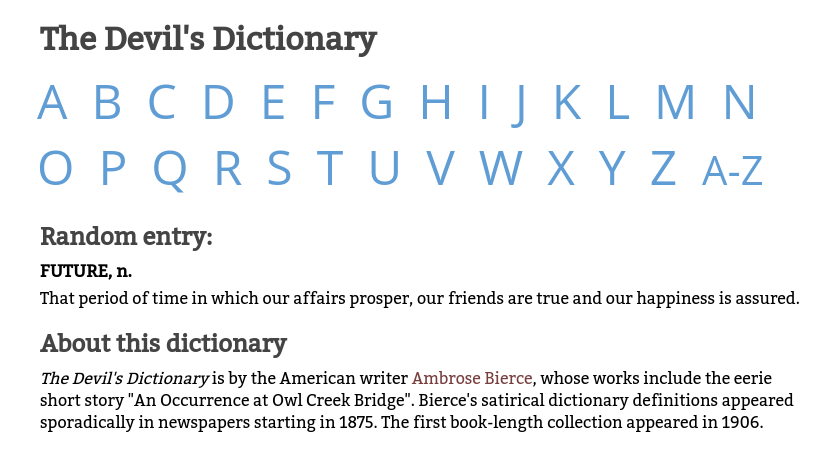 The Devil's Dictionary
A B C D E F G H I J K L M N
O P Q R S T U V W X Y Z A-Z
Random entry:
FUTURE, n.
That period of time in which our affairs prosper, our friends are true and our happiness is assured.
About this dictionary
The Devil's Dictionary is by the American writer Ambrose Bierce, whose works include the eerie
short story "An Occurrence at Owl Creek Bridge". Bierce's satirical dictionary definitions appeared
sporadically in newspapers starting in 1875. The first book-length collection appeared in 1906.